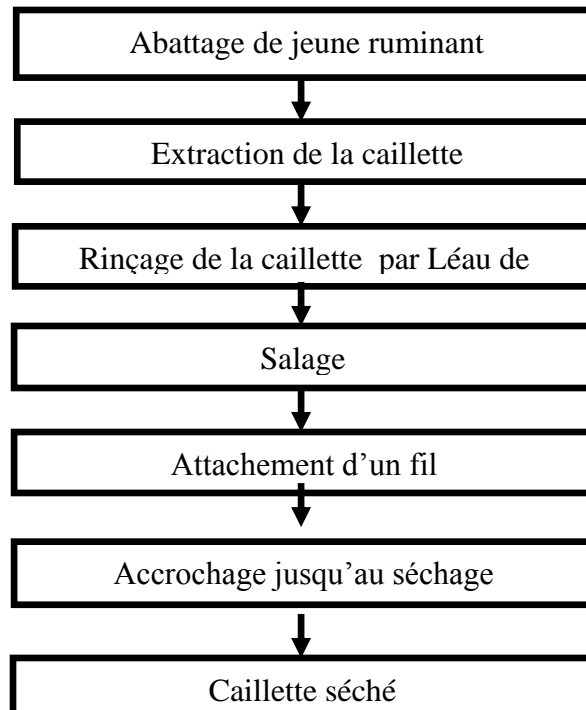 Abattage de jeune ruminant
Extraction de la caillette
Rinçage de la caillette par Léau de
Salage
Attachement d’un fil
Accrochage jusqu’au séchage
Caillette séché